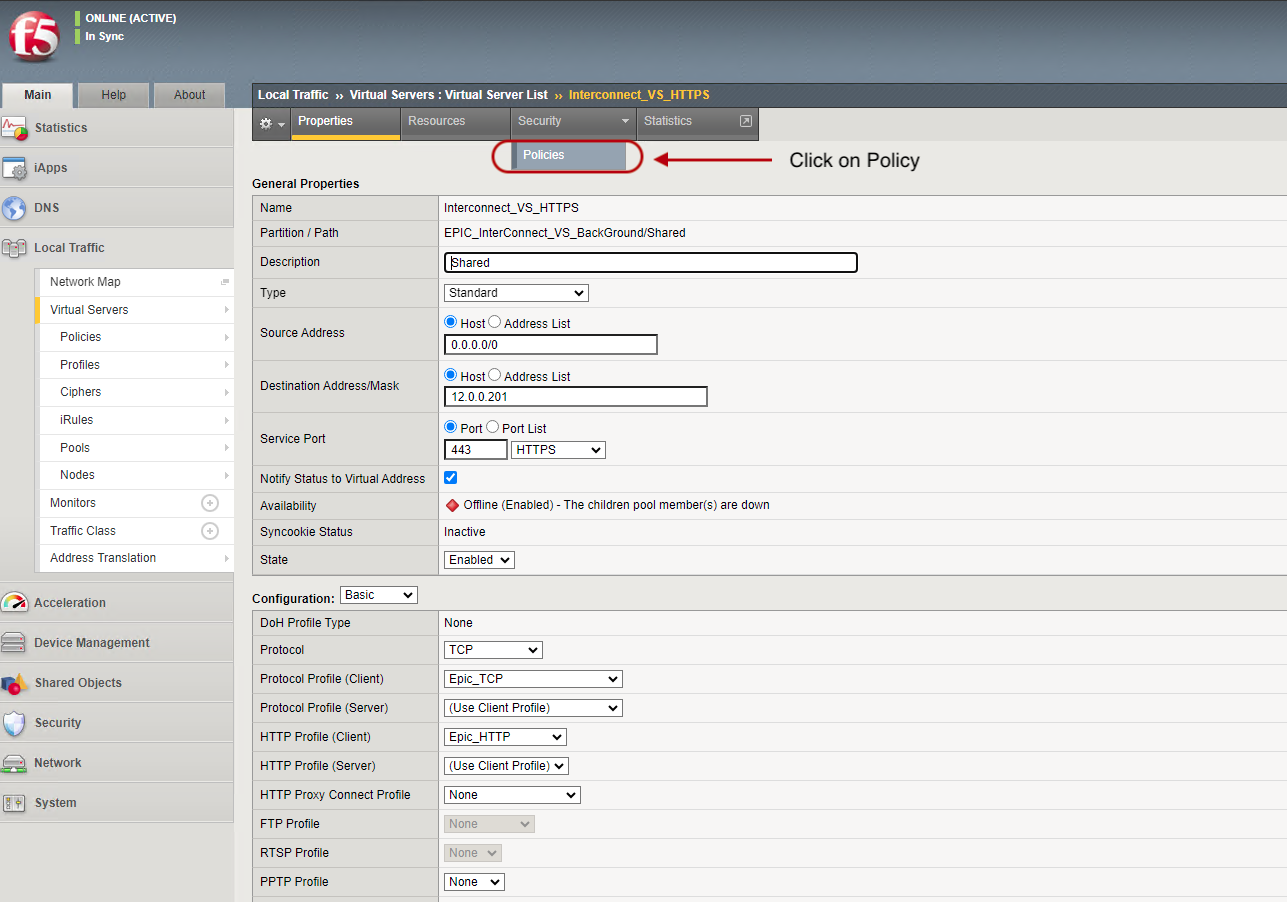 f5
ONLINE (ACTIVE)
In Sync
Main Help About
Statistics
iApps
DNS
Local Traffic
Network Map
Virtual Servers
Policies
Profiles
Ciphers
iRules
Pools
Nodes
Monitors
Traffic Class
Address Translation
Acceleration
Device Management
Shared Objects
Security
Network
System
Local Traffic ›› Virtual Servers : Virtual Server List ›› Interconnect_VS_HTTPS
Properties Resources Security Statistics
Policies Click on Policy
General Properties
Name Interconnect_VS_HTTPS
Partition / Path EPIC_InterConnect_VS_BackGround/Shared
Description Shared
Type Standard
Source Address Host Address List
0.0.0.0/0
Destination Address/Mask Host Address List
12.0.0.201
Service Port Port Port List
443 HTTPS
Notify Status to Virtual Address
Availability Offline (Enabled) - The children pool member(s) are down
Syncookie Status Inactive
State Enabled
Configuration: Basic
DoH Profile Type None
Protocol TCP
Protocol Profile (Client) Epic_TCP
Protocol Profile (Server) (Use Client Profile)
HTTP Profile (Client) Epic_HTTP
HTTP Profile (Server) (Use Client Profile)
HTTP Proxy Connect Profile None
FTP Profile None
RTSP Profile None
PPTP Profile None